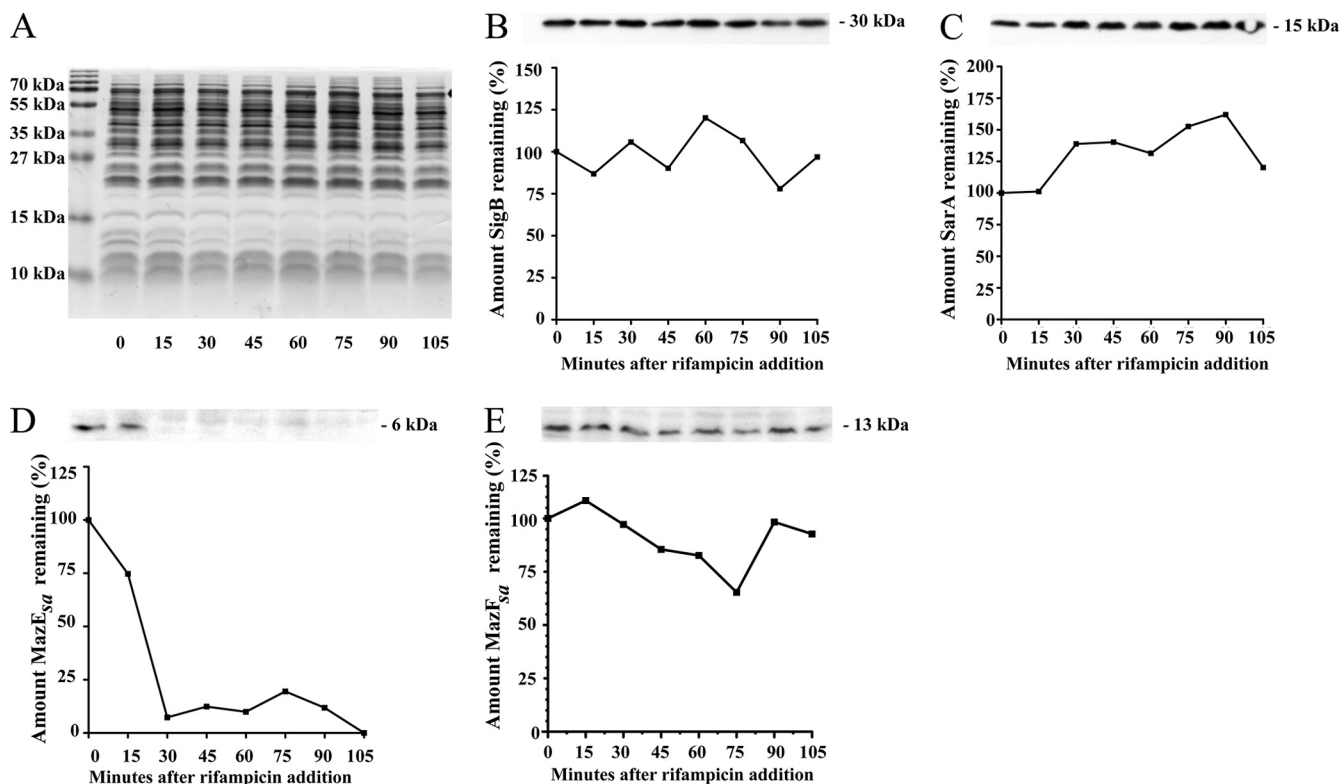 A
70 kDa
55 kDa
35 kDa
27 kDa
15 kDa
10 kDa
0 15 30 45 60 75 90 105
B
- 30 kDa
Amount SigB remaining (%)
150
125
100
75
50
25
0
0 15 30 45 60 75 90 105
Minutes after rifampicin addition
C
- 15 kDa
Amount SarA remaining (%)
200
175
150
125
100
75
50
25
0
0 15 30 45 60 75 90 105
Minutes after rifampicin addition
D
- 6 kDa
Amount MazEsa remaining (%)
125
100
75
50
25
0
0 15 30 45 60 75 90 105
Minutes after rifampicin addition
E
- 13 kDa
Amount MazFsa remaining (%)
125
100
75
50
25
0
0 15 30 45 60 75 90 105
Minutes after rifampicin addition